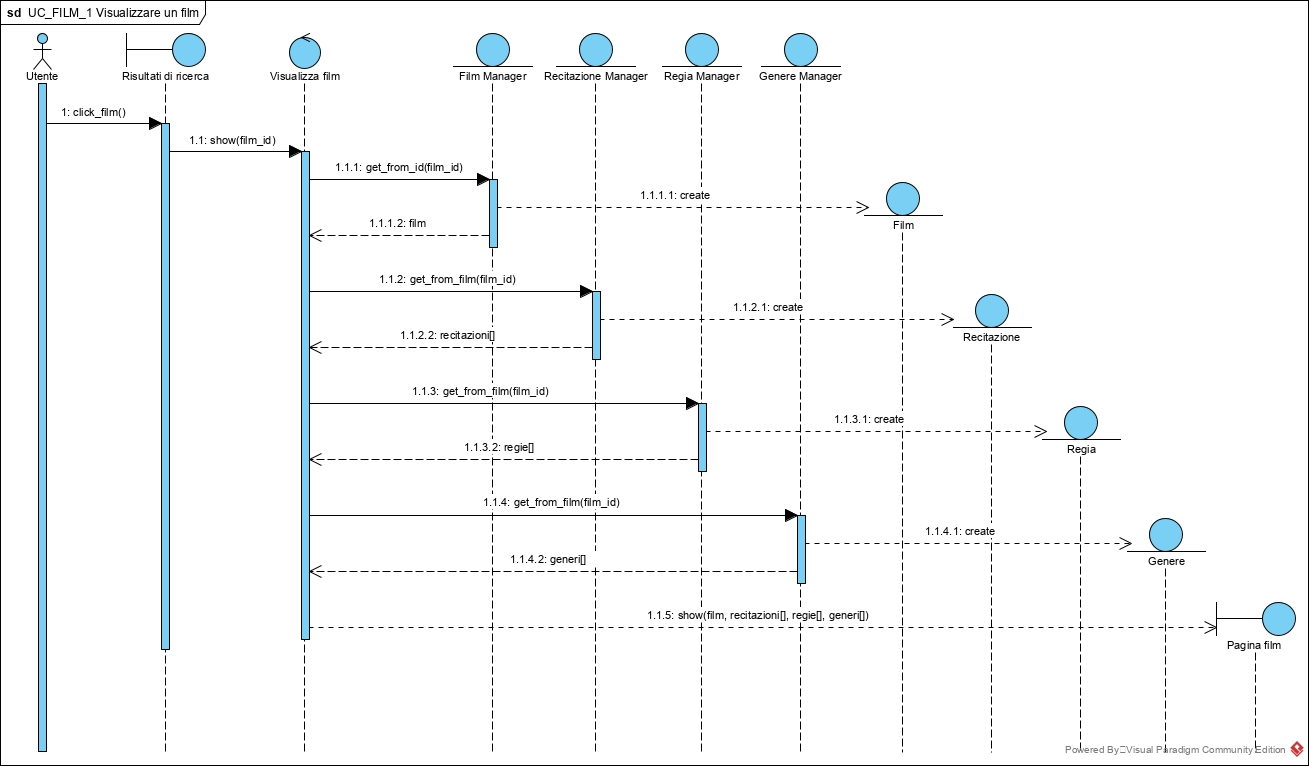 sd UC_FILM_1 Visualizzare un film
Utente
Risultati di ricerca
Visualizza film
Film Manager
Recitazione Manager
Regia Manager
Genere Manager
1: click_film()
1.1: show(film_id)
1.1.1: get_from_id(film_id)
1.1.1.1: create
Film
1.1.1.2: film
1.1.2: get_from_film(film_id)
1.1.2.1: create
Recitazione
1.1.2.2: recitazioni[]
1.1.3: get_from_film(film_id)
1.1.3.1: create
Regia
1.1.3.2: regie[]
1.1.4: get_from_film(film_id)
1.1.4.1: create
Genere
1.1.4.2: generi[]
1.1.5: show(film, recitazioni[], regie[], generi[])
Pagina film
Powered By Visual Paradigm Community Edition